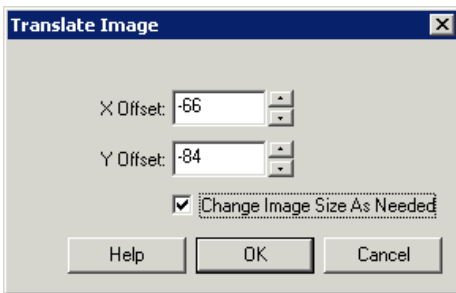 Translate Image
X Offset: -66
Y Offset: -84
Change Image Size As Needed
Help OK Cancel